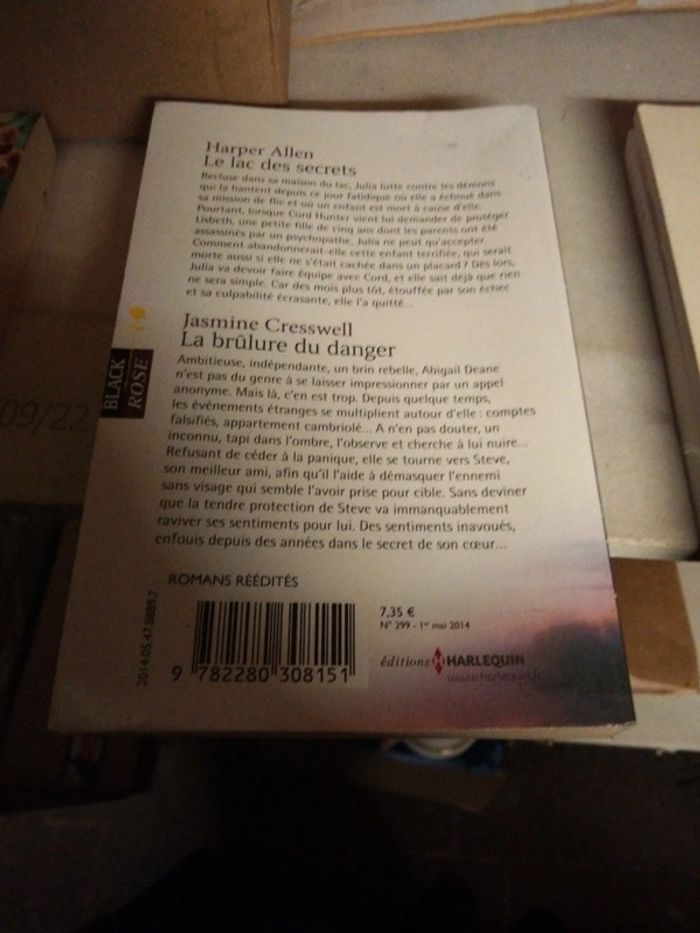 Harper Allen
Le lac des secrets
Recluse dans sa maison du lac, Julia lutte contre les démons
qui la hantent depuis ce jour fatidique où elle a échoué dans
sa mission de flic et où un enfant est mort à cause d'elle.
Pourtant, lorsque Cord Hunter vient lui demander de protéger
Lisbeth, une petite fille de cinq ans dont les parents ont été
assassinés par un psychopathe, Julia ne peut qu'accepter.
Comment abandonnerait-elle cette enfant terrifiée, qui serait
morte aussi si elle ne s'était cachée dans un placard ? Dès lors,
Julia va devoir faire équipe avec Cord, et elle sait déjà que rien
ne sera simple. Car des mois plus tôt, étouffée par son échec
et sa culpabilité écrasante, elle l'a quitté...
Jasmine Cresswell
La brûlure du danger
Ambitieuse, indépendante, un brin rebelle, Abigail Deane
n'est pas du genre à se laisser impressionner par un appel
anonyme. Mais là, c'en est trop. Depuis quelque temps,
les événements étranges se multiplient autour d'elle : comptes
falsifiés, appartement cambriolé... A n'en pas douter, un
inconnu, tapi dans l'ombre, l'observe et cherche à lui nuire...
Refusant de céder à la panique, elle se tourne vers Steve,
son meilleur ami, afin qu'il l'aide à démasquer l'ennemi
sans visage qui semble l'avoir prise pour cible. Sans deviner
que la tendre protection de Steve va immanquablement
raviver ses sentiments pour lui. Des sentiments inavoués,
enfouis depuis des années dans le secret de son cœur...
BLACK
ROSE
09/22
ROMANS RÉÉDITÉS
2014.05.47.8889.7
9 782280 308151
7,35 €
N° 299 - 1er mai 2014
éditions HARLEQUIN
www.harlequin.fr